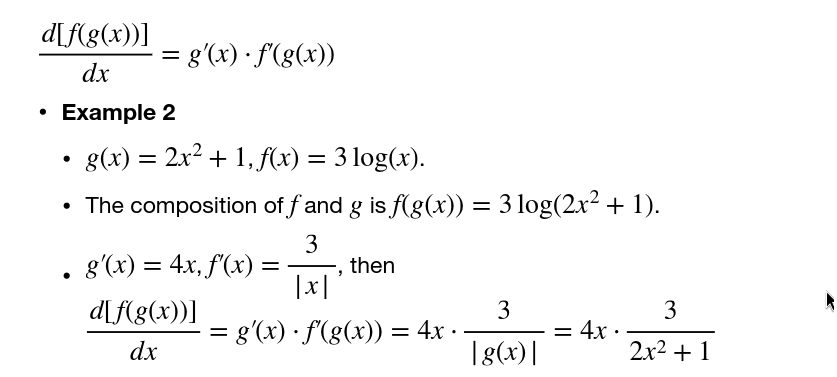 d[f(g(x))]/dx = g′(x) · f′(g(x))
• Example 2
• g(x) = 2x² + 1, f(x) = 3 log(x).
• The composition of f and g is f(g(x)) = 3 log(2x² + 1).
• g′(x) = 4x, f′(x) = 3/|x|, then
d[f(g(x))]/dx = g′(x) · f′(g(x)) = 4x · 3/|g(x)| = 4x · 3/(2x² + 1)